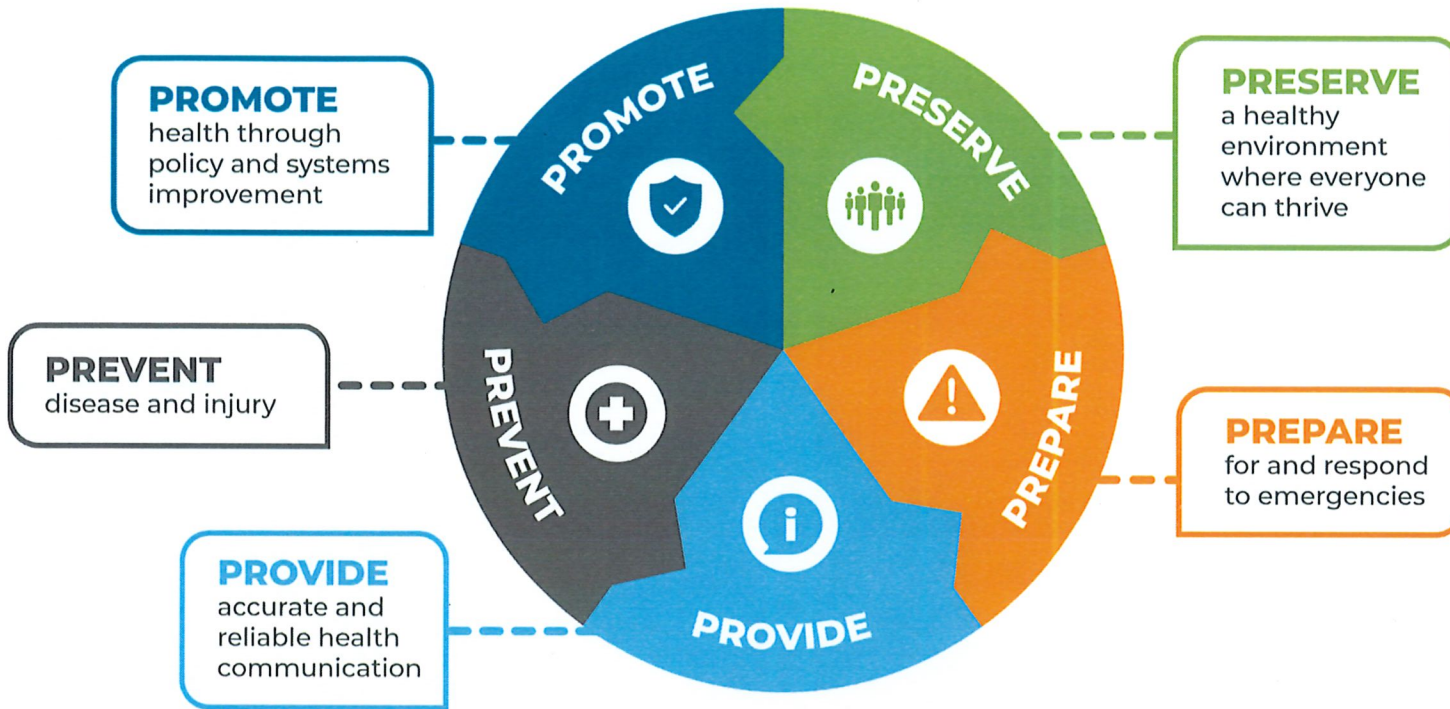 PROMOTE
health through
policy and systems
improvement
PREVENT
disease and injury
PROVIDE
accurate and
reliable health
communication
PROMOTE
PRESERVE
PREPARE
PROVIDE
PREVENT
i
PRESERVE
a healthy
environment
where everyone
can thrive
PREPARE
for and respond
to emergencies